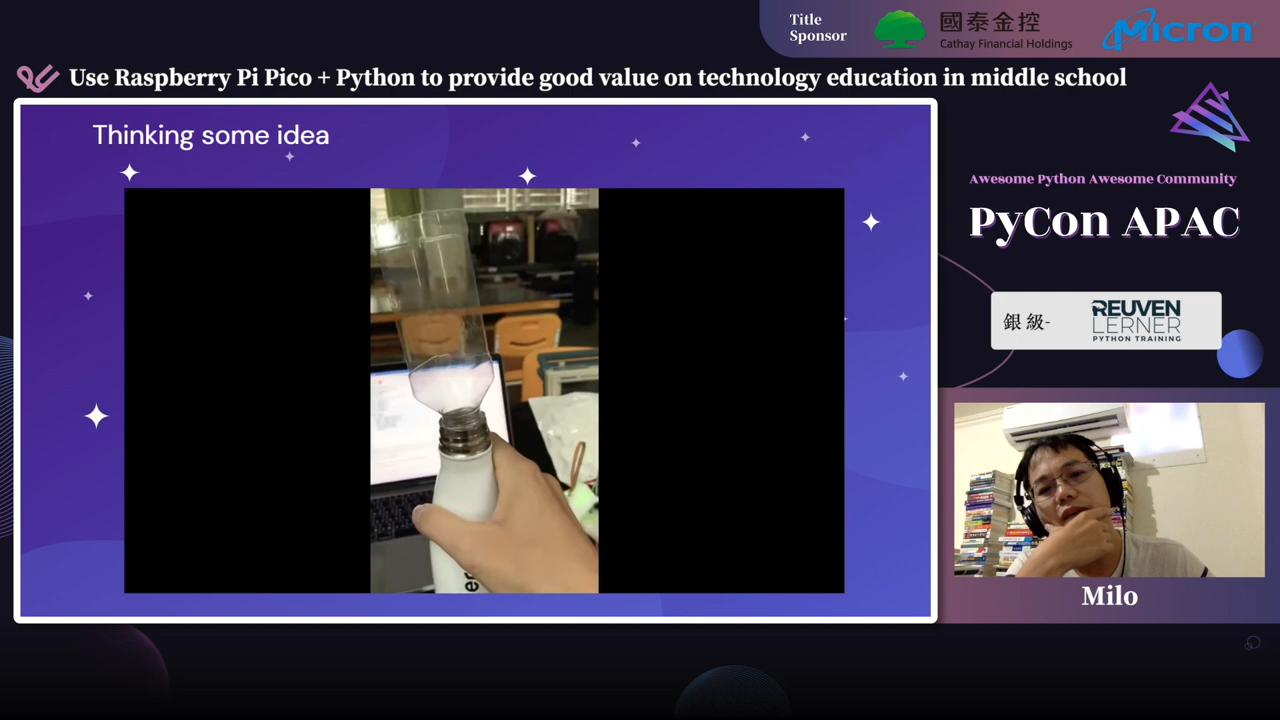 Title
Sponsor
國泰金控
Cathay Financial Holdings
Micron
Use Raspberry Pi Pico + Python to provide good value on technology education in middle school
Thinking some idea
Awesome Python Awesome Community
PyCon APAC
銀級-
REUVEN
LERNER
PYTHON TRAINING
Milo